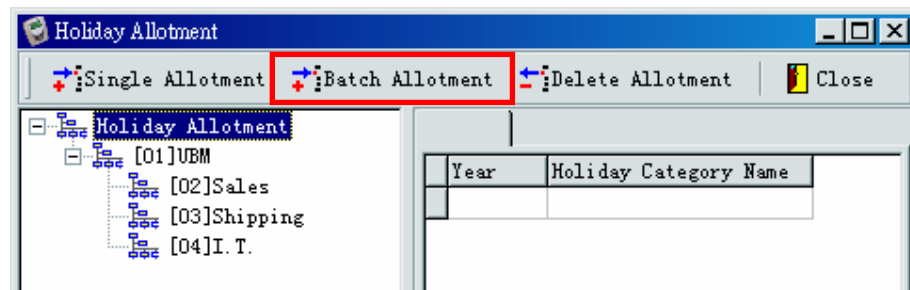 Holiday Allotment
Single Allotment Batch Allotment Delete Allotment Close
Holiday Allotment
[01]UBM
[02]Sales
[03]Shipping
[04]I.T.
Year Holiday Category Name